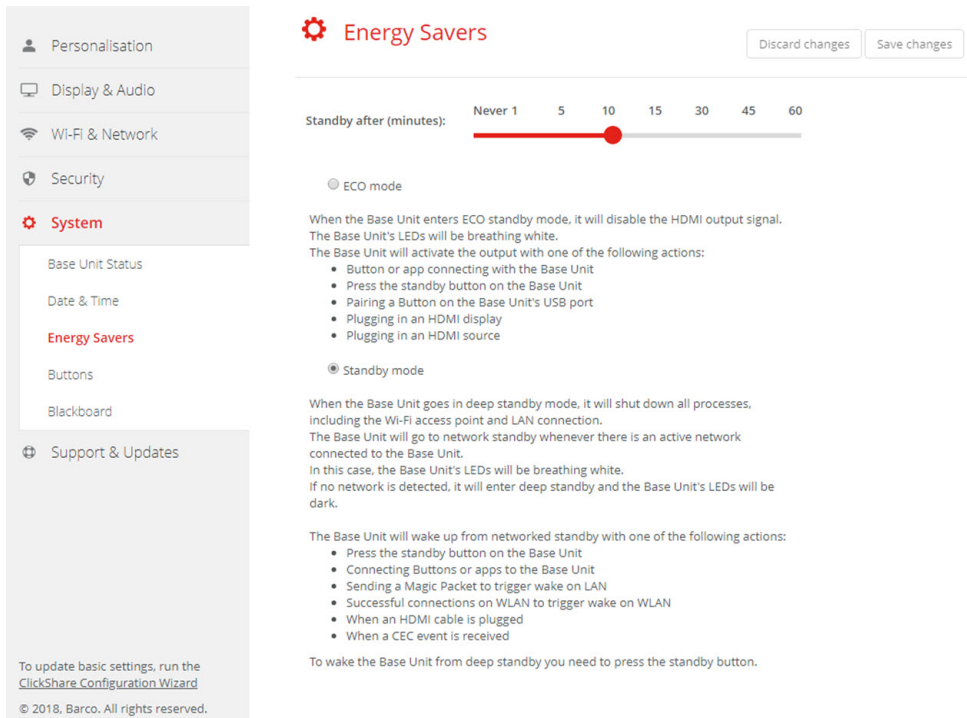 Personalisation
Display & Audio
Wi-Fi & Network
Security
System
Base Unit Status
Date & Time
Energy Savers
Buttons
Blackboard
Support & Updates
To update basic settings, run the
ClickShare Configuration Wizard
© 2018, Barco. All rights reserved.
Energy Savers
Discard changes
Save changes
Standby after (minutes):
Never 1 5 10 15 30 45 60
ECO mode
When the Base Unit enters ECO standby mode, it will disable the HDMI output signal.
The Base Unit's LEDs will be breathing white.
The Base Unit will activate the output with one of the following actions:
• Button or app connecting with the Base Unit
• Press the standby button on the Base Unit
• Pairing a Button on the Base Unit's USB port
• Plugging in an HDMI display
• Plugging in an HDMI source
Standby mode
When the Base Unit goes in deep standby mode, it will shut down all processes,
including the Wi-Fi access point and LAN connection.
The Base Unit will go to network standby whenever there is an active network
connected to the Base Unit.
In this case, the Base Unit's LEDs will be breathing white.
If no network is detected, it will enter deep standby and the Base Unit's LEDs will be
dark.
The Base Unit will wake up from networked standby with one of the following actions:
• Press the standby button on the Base Unit
• Connecting Buttons or apps to the Base Unit
• Sending a Magic Packet to trigger wake on LAN
• Successful connections on WLAN to trigger wake on WLAN
• When an HDMI cable is plugged
• When a CEC event is received
To wake the Base Unit from deep standby you need to press the standby button.